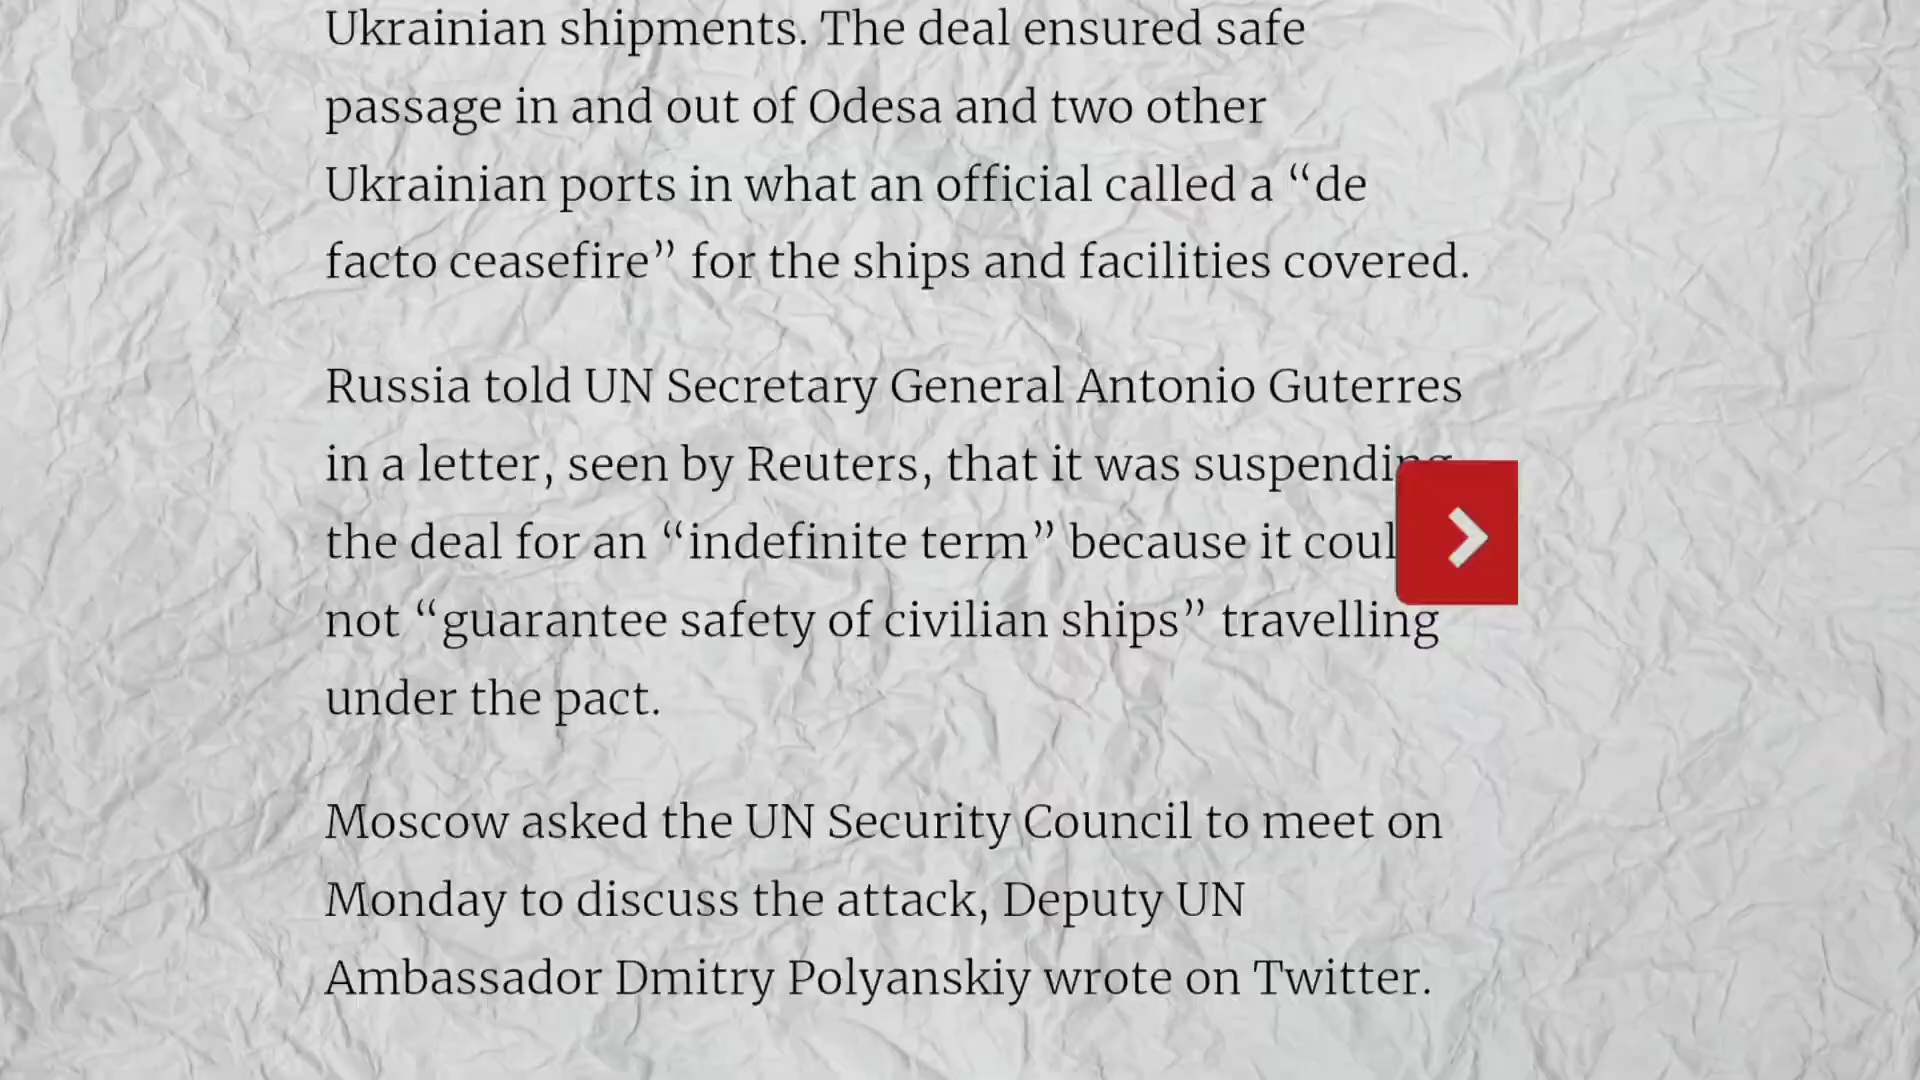 Ukrainian shipments. The deal ensured safe
passage in and out of Odesa and two other
Ukrainian ports in what an official called a “de
facto ceasefire” for the ships and facilities covered.
Russia told UN Secretary General Antonio Guterres
in a letter, seen by Reuters, that it was suspending
the deal for an “indefinite term” because it coul
not “guarantee safety of civilian ships” travelling
under the pact.
Moscow asked the UN Security Council to meet on
Monday to discuss the attack, Deputy UN
Ambassador Dmitry Polyanskiy wrote on Twitter.